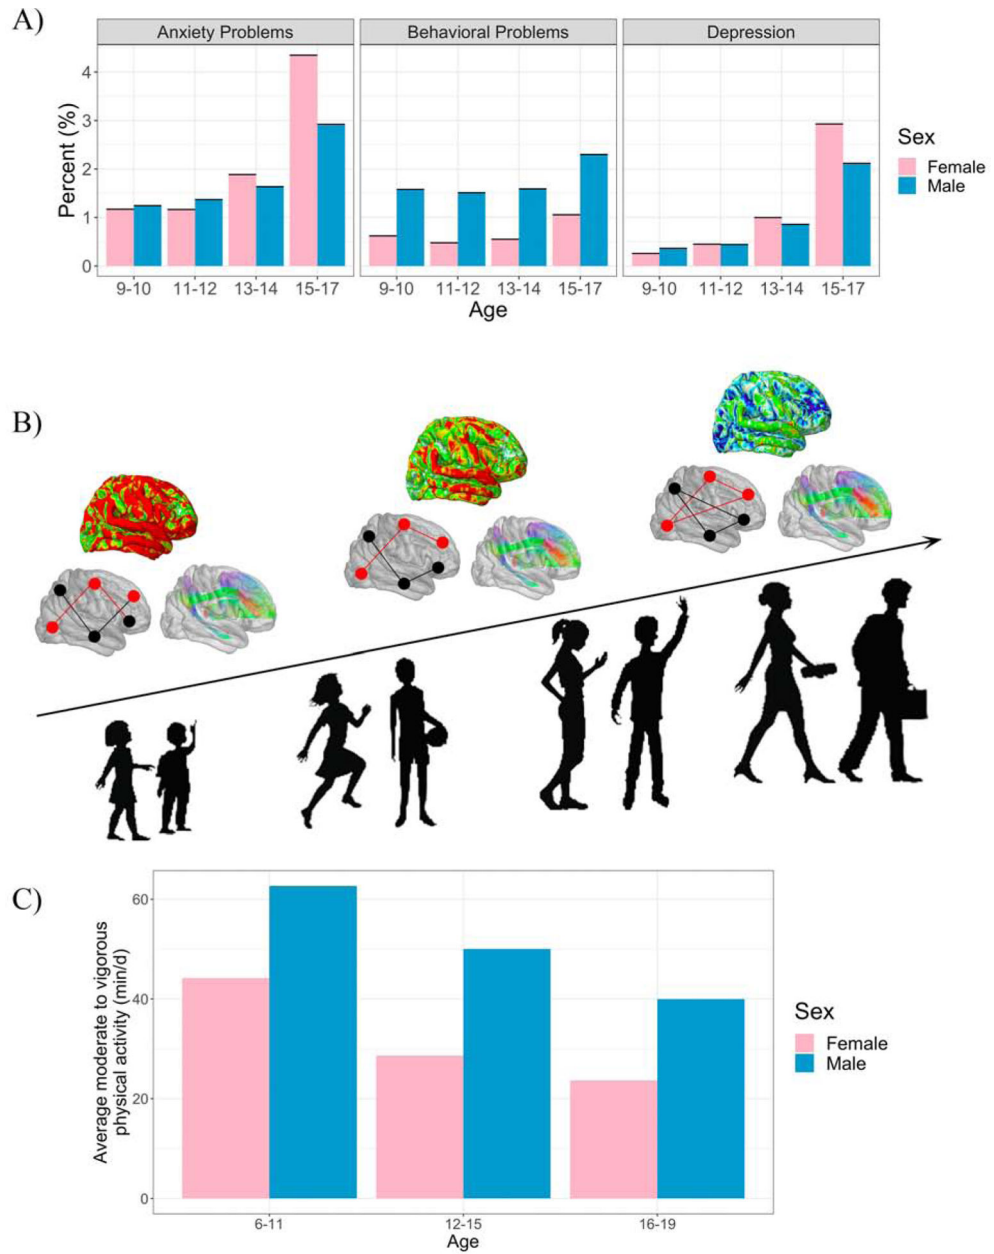 A)
Anxiety Problems Behavioral Problems Depression
Percent (%)
4
3
2
1
0
9-10 11-12 13-14 15-17 9-10 11-12 13-14 15-17 9-10 11-12 13-14 15-17
Age
Sex
Female
Male
B)
C)
Average moderate to vigorous
physical activity (min/d)
60
40
20
0
6-11 12-15 16-19
Age
Sex
Female
Male